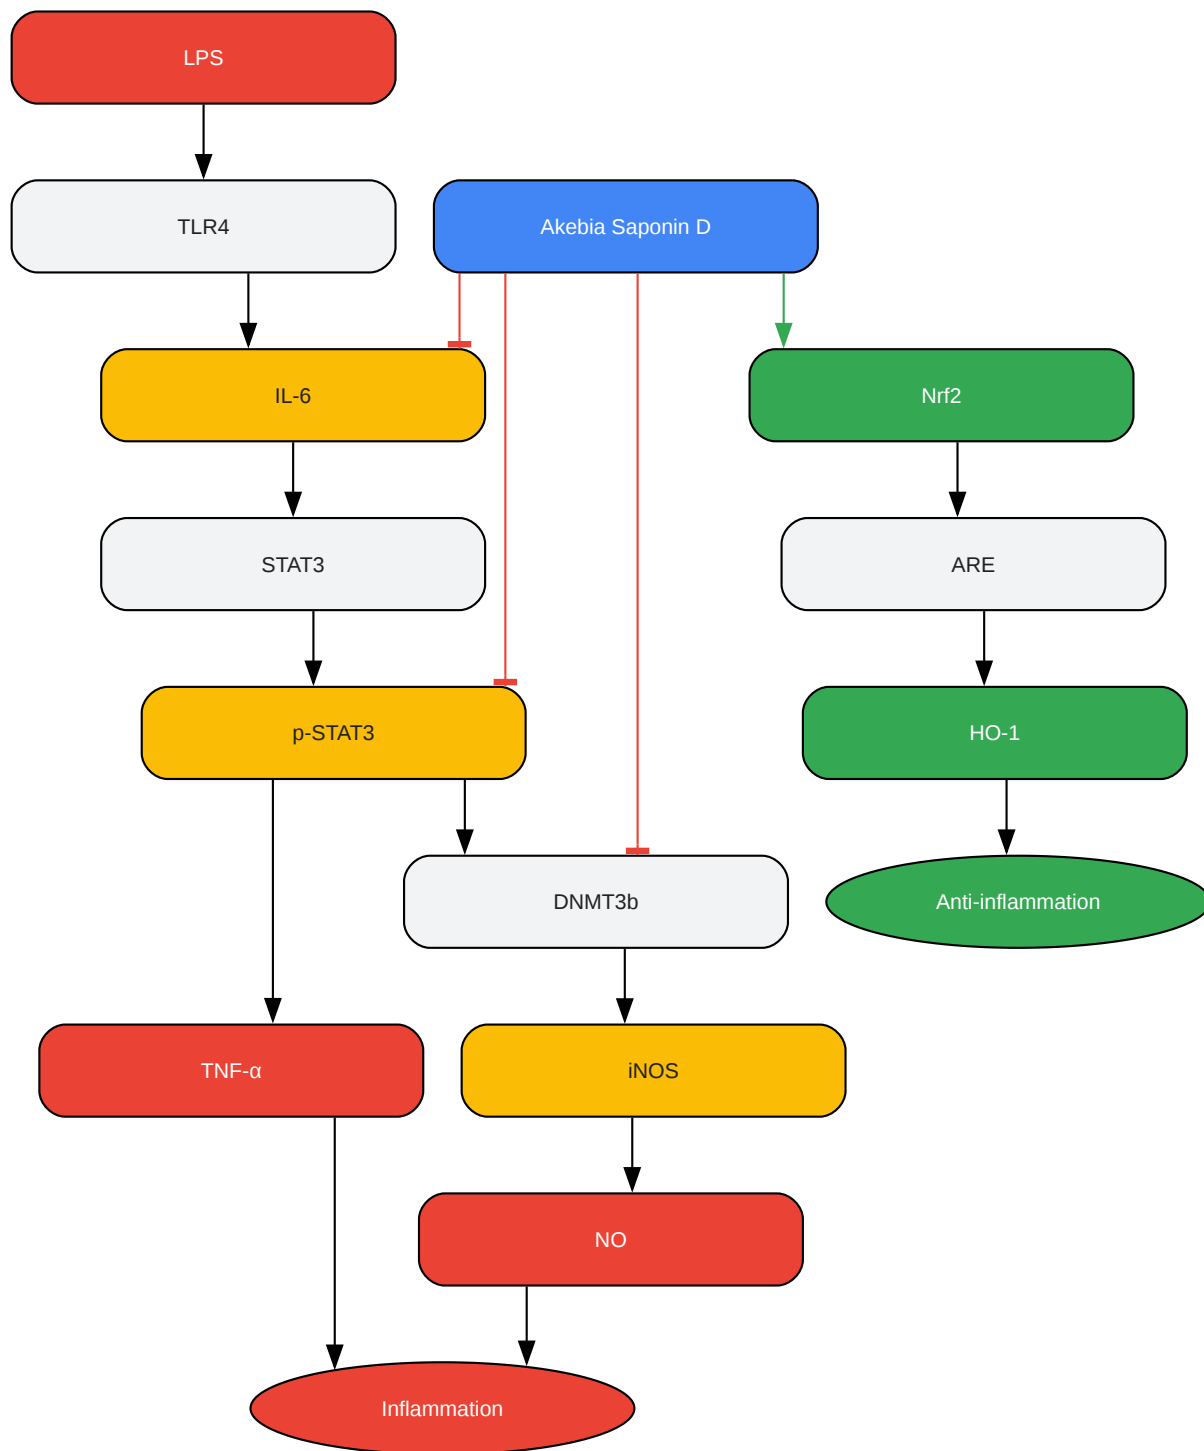 LPS
TLR4
Akebia Saponin D
IL-6
Nrf2
STAT3
ARE
p-STAT3
HO-1
DNMT3b
Anti-inflammation
TNF-α
iNOS
NO
Inflammation